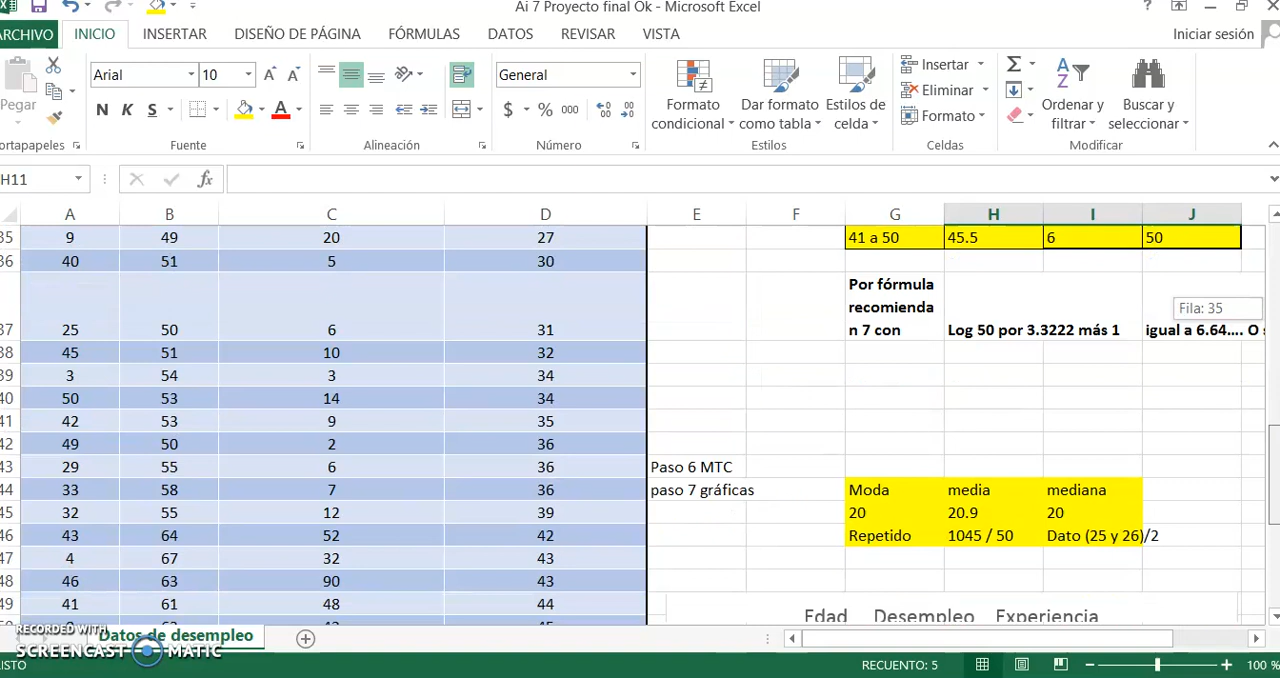 Ai 7 Proyecto final Ok - Microsoft Excel
?
ARCHIVO INICIO INSERTAR DISEÑO DE PÁGINA FÓRMULAS DATOS REVISAR VISTA Iniciar sesión
Arial 10 General Insertar
Pegar N K S A A Formato condicional Dar formato como tabla Estilos de celda Eliminar Ordenar y filtrar Buscar y seleccionar
$ % 000 Formato
Portapapeles Fuente Alineación Número Estilos Celdas Modificar
H11 fx
A B C D E F G H I J
35 9 49 20 27 41 a 50 45.5 6 50
36 40 51 5 30
Por fórmula
recomienda
Fila: 35
37 25 50 6 31 n 7 con Log 50 por 3.3222 más 1 igual a 6.64.... O s
38 45 51 10 32
39 3 54 3 34
40 50 53 14 34
41 42 53 9 35
42 49 50 2 36
43 29 55 6 36 Paso 6 MTC
44 33 58 7 36 paso 7 gráficas Moda media mediana
45 32 55 12 39 20 20.9 20
46 43 64 52 42 Repetido 1045 / 50 Dato (25 y 26)/2
47 4 67 32 43
48 46 63 90 43
49 41 61 48 44
Edad Desempleo Experiencia
Datos de desempleo
RECORDED WITH
SCREENCAST MATIC
LISTO RECUENTO: 5 100 %